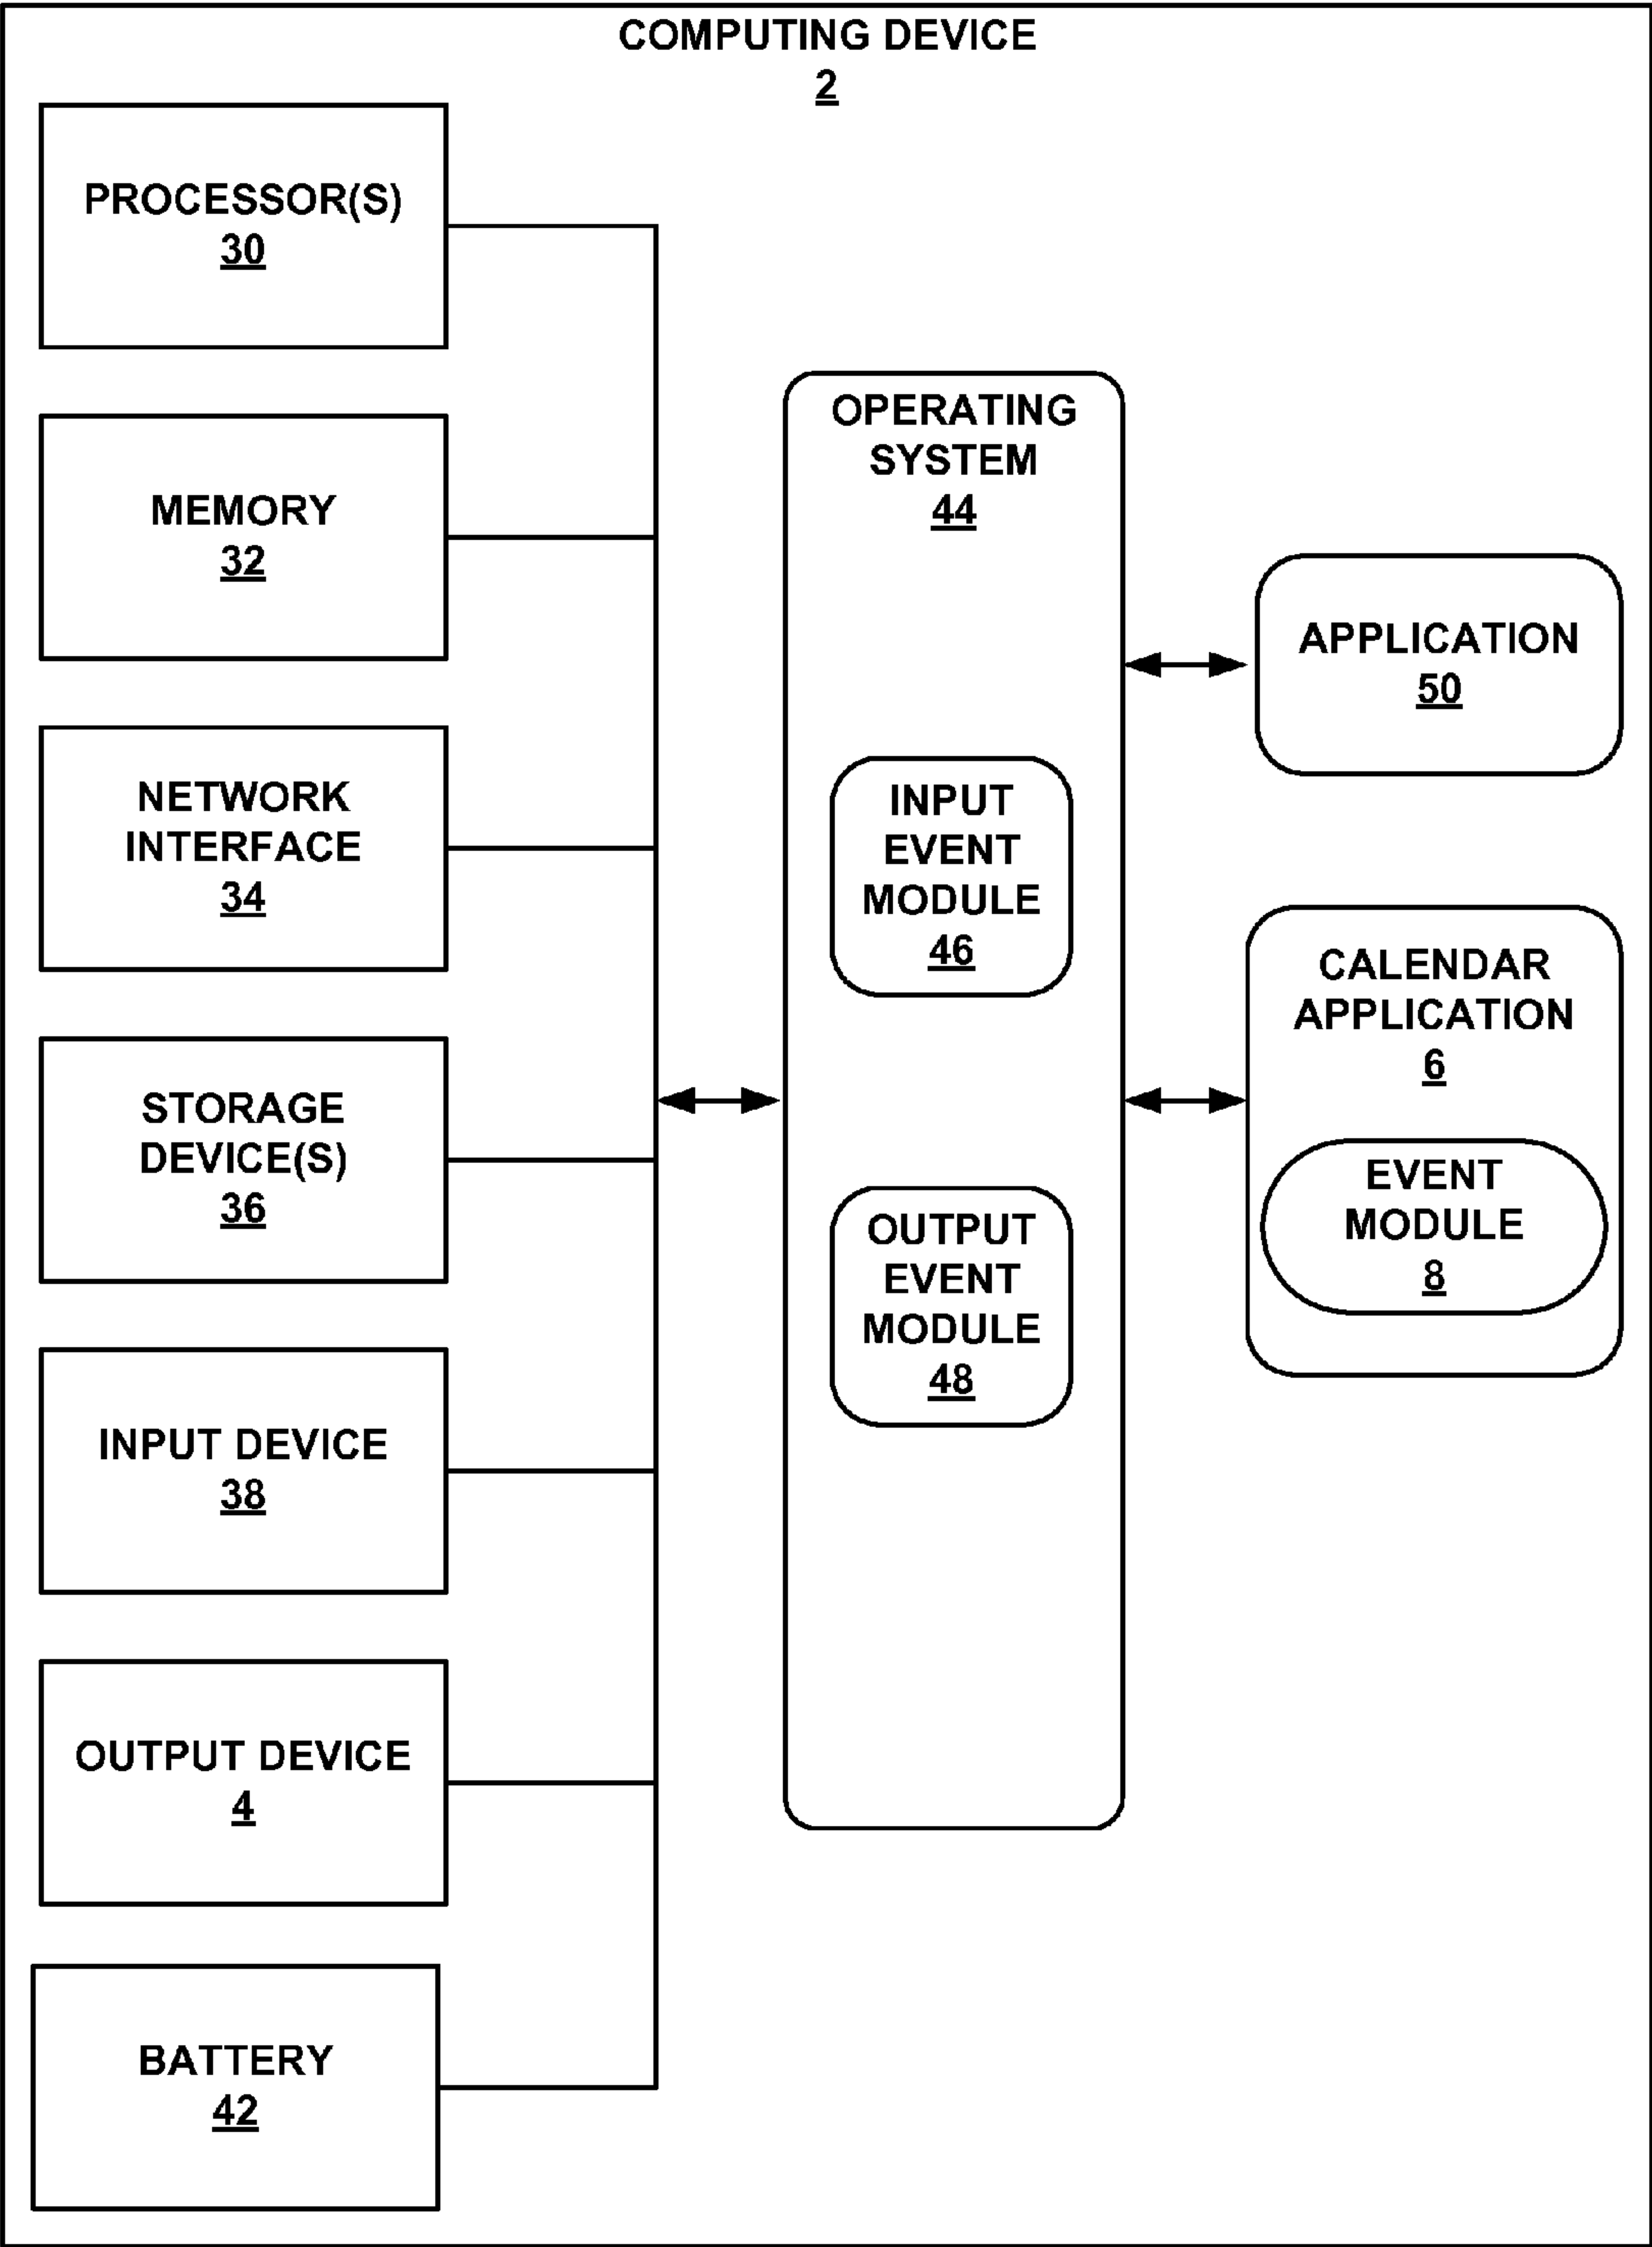 COMPUTING DEVICE
2
PROCESSOR(S)
30
MEMORY
32
NETWORK
INTERFACE
34
STORAGE
DEVICE(S)
36
INPUT DEVICE
38
OUTPUT DEVICE
4
BATTERY
42
OPERATING
SYSTEM
44
INPUT
EVENT
MODULE
46
OUTPUT
EVENT
MODULE
48
APPLICATION
50
CALENDAR
APPLICATION
6
EVENT
MODULE
8